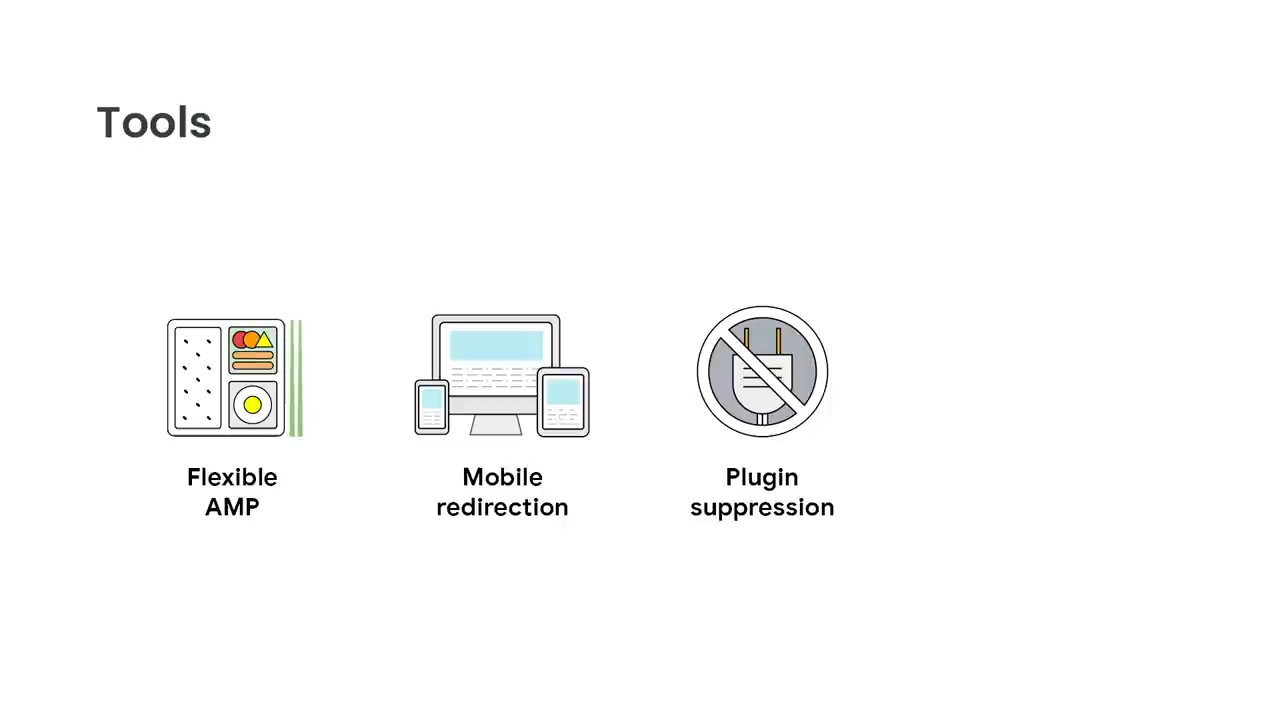 Tools
Flexible
AMP
Mobile
redirection
Plugin
suppression